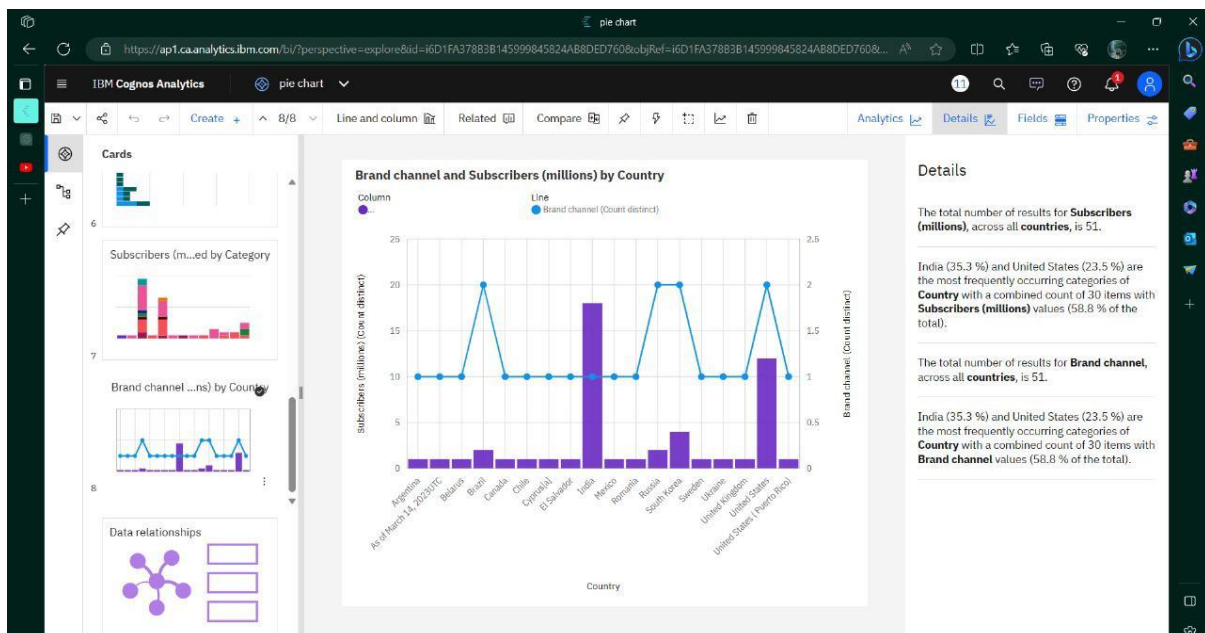 pie chart
https://ap1.ca.analytics.ibm.com/bi/?perspective=explore&id=i6D1FA378B3B145999845824AB8DED760&objRef=i6D1FA378B3B145999845824AB8DED760&...
IBM Cognos Analytics
pie chart
11
1
Create +
8/8
Line and column
Related
Compare
Analytics
Details
Fields
Properties
Cards
6
Subscribers (m...ed by Category
7
Brand channel ...ns) by Country
8
Data relationships
Brand channel and Subscribers (millions) by Country
Column
...
Line
Brand channel (Count distinct)
Subscribers (millions) (Count distinct)
25
20
15
10
5
0
2.5
2
1.5
1
0.5
0
Brand channel (Count distinct)
Argentina
As of March 14, 2023UTC
Belarus
Brazil
Canada
Chile
Cyprus[a]
El Salvador
India
Mexico
Romania
Russia
South Korea
Sweden
Ukraine
United Kingdom
United States
United States ( Puerto Rico)
Country
Details
The total number of results for Subscribers
(millions), across all countries, is 51.
India (35.3 %) and United States (23.5 %) are
the most frequently occurring categories of
Country with a combined count of 30 items with
Subscribers (millions) values (58.8 % of the
total).
The total number of results for Brand channel,
across all countries, is 51.
India (35.3 %) and United States (23.5 %) are
the most frequently occurring categories of
Country with a combined count of 30 items with
Brand channel values (58.8 % of the total).